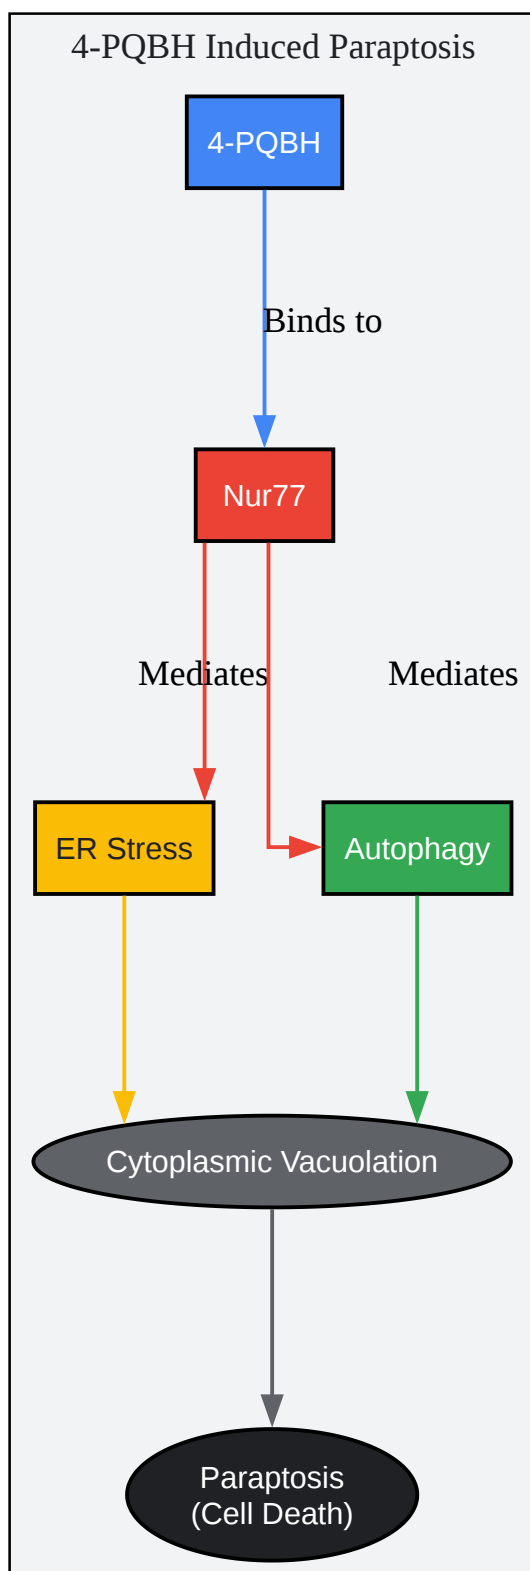 4-PQBH Induced Paraptosis
4-PQBH
Binds to
Nur77
Mediates
Mediates
ER Stress
Autophagy
Cytoplasmic Vacuolation
Paraptosis
(Cell Death)